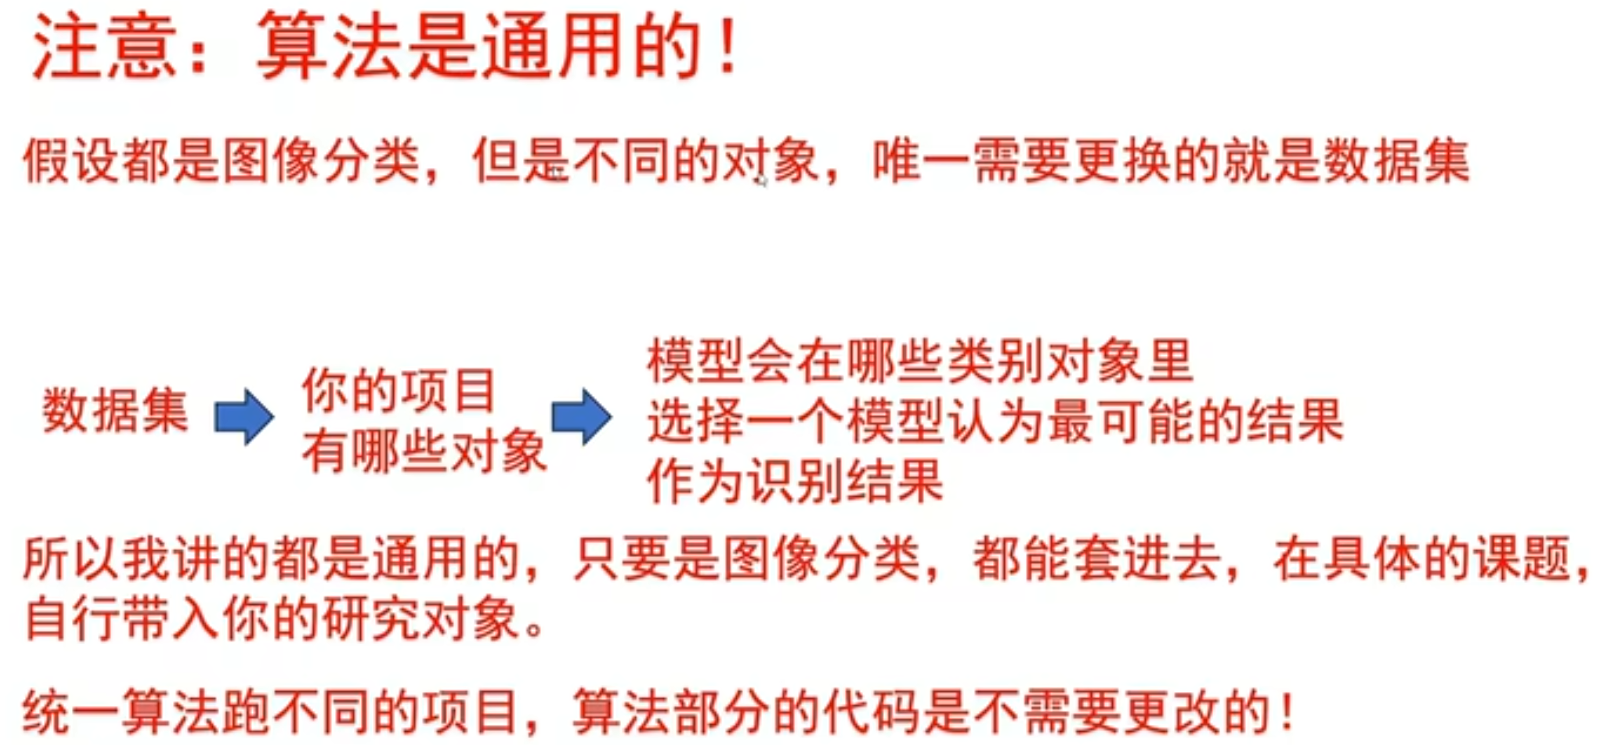 注意：算法是通用的！
假设都是图像分类，但是不同的对象，唯一需要更换的就是数据集
数据集
你的项目
有哪些对象
模型会在哪些类别对象里
选择一个模型认为最可能的结果
作为识别结果
所以我讲的都是通用的，只要是图像分类，都能套进去，在具体的课题，
自行带入你的研究对象。
统一算法跑不同的项目，算法部分的代码是不需要更改的！